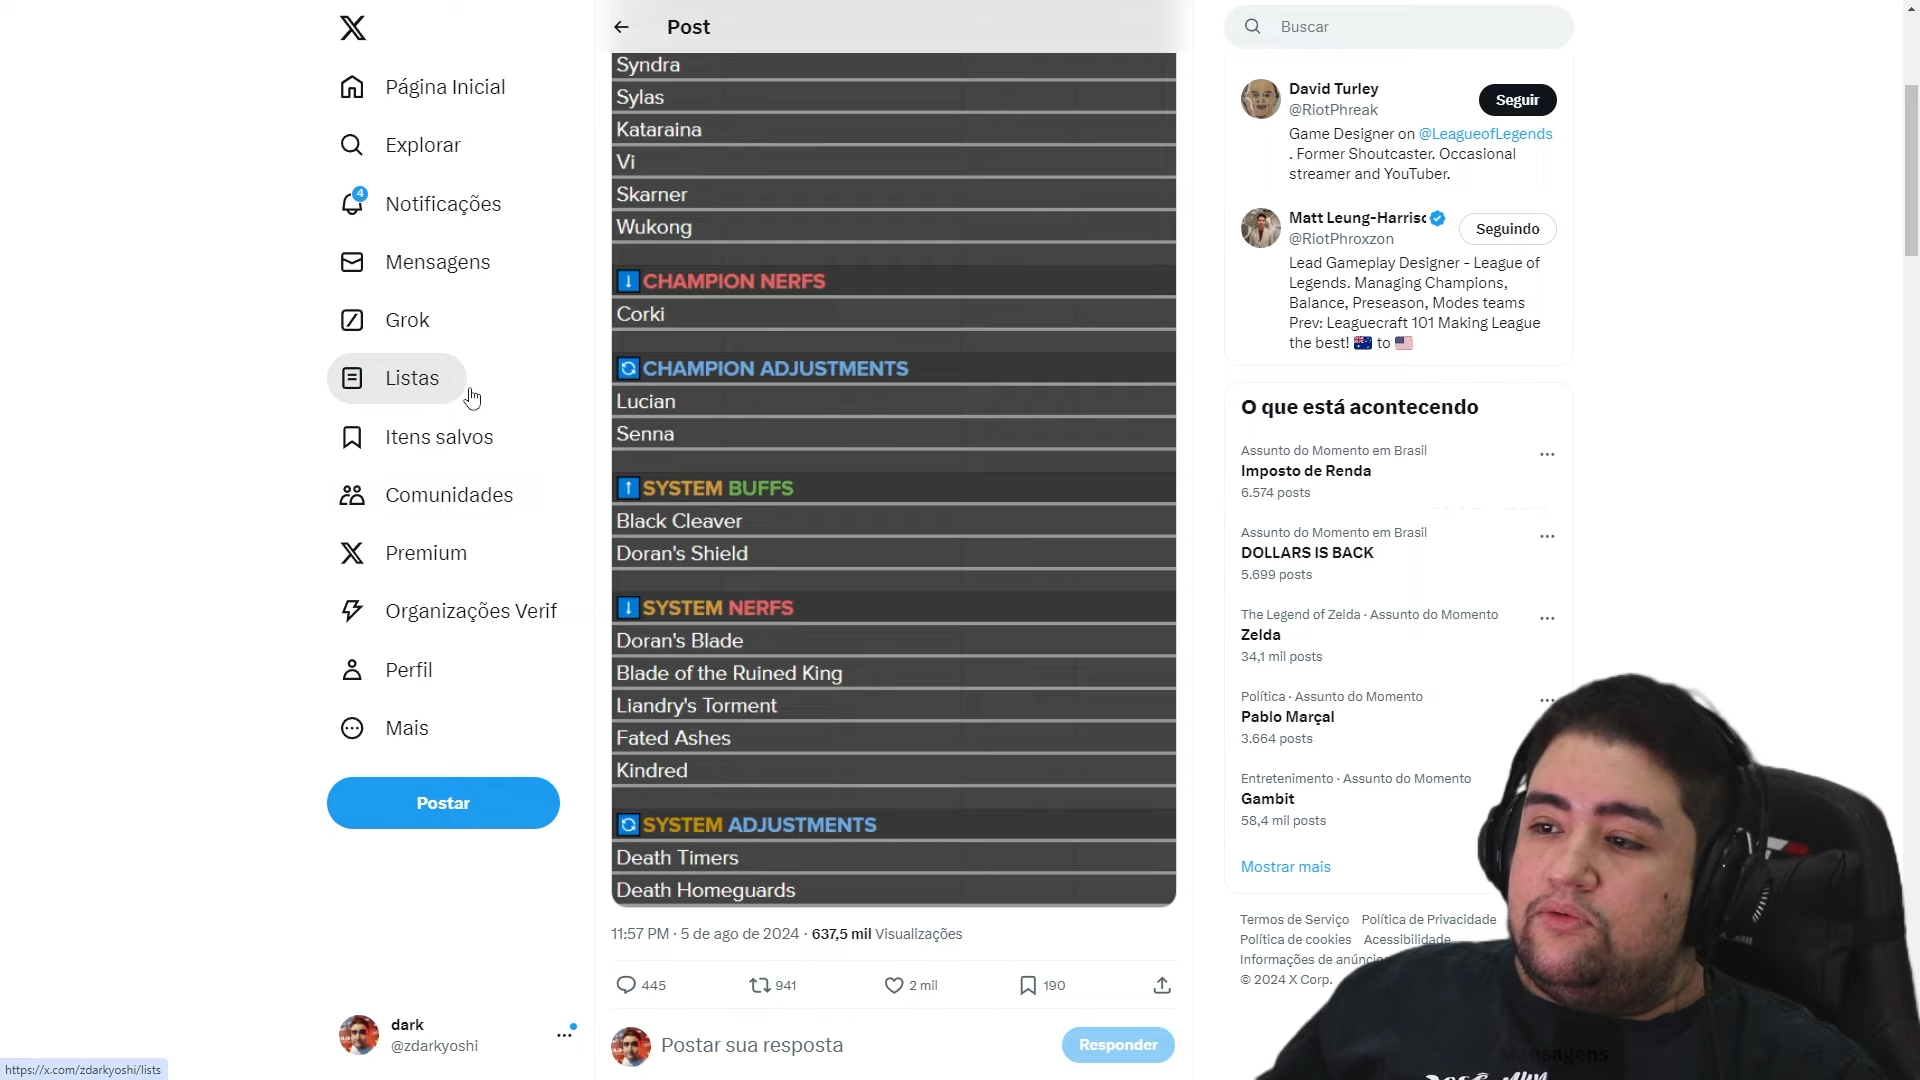 Página Inicial
Explorar
4
Notificações
Mensagens
Grok
Listas
Itens salvos
Comunidades
Premium
Organizações Verif
Perfil
Mais
Postar
dark
@zdarkyoshi
https://x.com/zdarkyoshi/lists
Post
Syndra
Sylas
Kataraina
Vi
Skarner
Wukong
CHAMPION NERFS
Corki
CHAMPION ADJUSTMENTS
Lucian
Senna
SYSTEM BUFFS
Black Cleaver
Doran's Shield
SYSTEM NERFS
Doran's Blade
Blade of the Ruined King
Liandry's Torment
Fated Ashes
Kindred
SYSTEM ADJUSTMENTS
Death Timers
Death Homeguards
11:57 PM · 5 de ago de 2024 · 637,5 mil Visualizações
445 941 2 mil 190
Postar sua resposta
Responder
Buscar
David Turley
@RiotPhreak
Seguir
Game Designer on @LeagueofLegends
. Former Shoutcaster. Occasional
streamer and YouTuber.
Matt Leung-Harrisc
@RiotPhroxzon
Seguindo
Lead Gameplay Designer - League of
Legends. Managing Champions,
Balance, Preseason, Modes teams
Prev: Leaguecraft 101 Making League
the best! 🇦🇺 to 🇺🇸
O que está acontecendo
Assunto do Momento em Brasil
Imposto de Renda
6.574 posts
Assunto do Momento em Brasil
DOLLARS IS BACK
5.699 posts
The Legend of Zelda · Assunto do Momento
Zelda
34,1 mil posts
Política · Assunto do Momento
Pablo Marçal
3.664 posts
Entretenimento · Assunto do Momento
Gambit
58,4 mil posts
Mostrar mais
Termos de Serviço Política de Privacidade
Política de cookies Acessibilidade
Informações de anúncios
© 2024 X Corp.
Mensagens